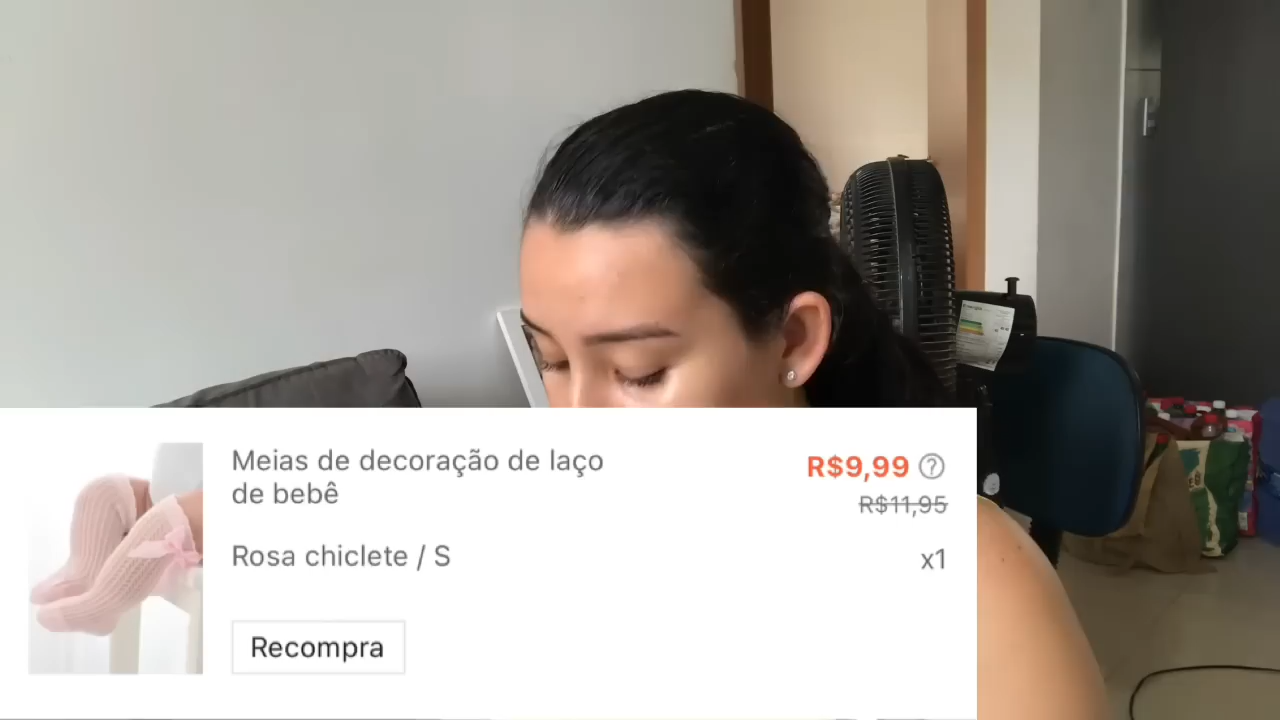 Meias de decoração de laço
de bebê
R$9,99 ?
R$11,95
Rosa chiclete / S
x1
Recompra